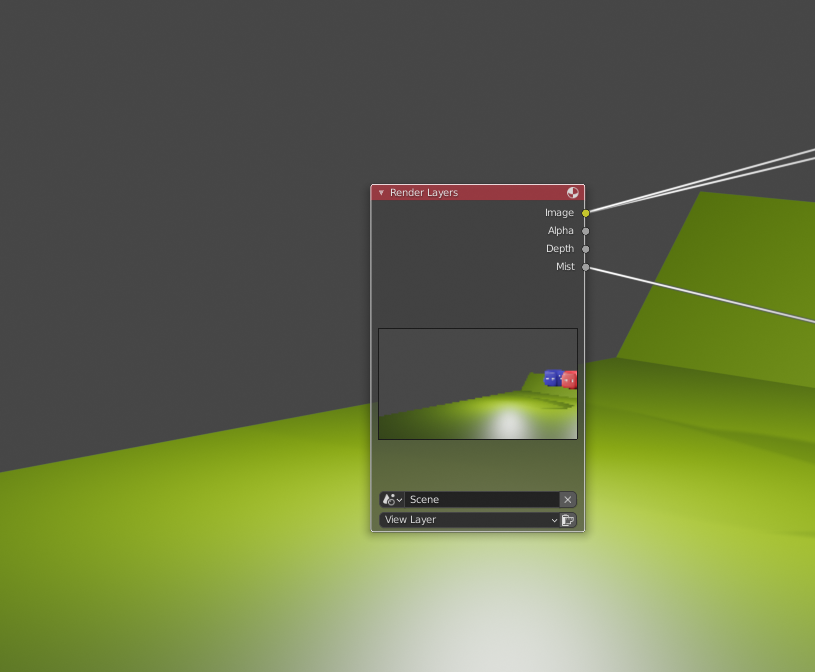 Render Layers
Image
Alpha
Depth
Mist
Scene
View Layer